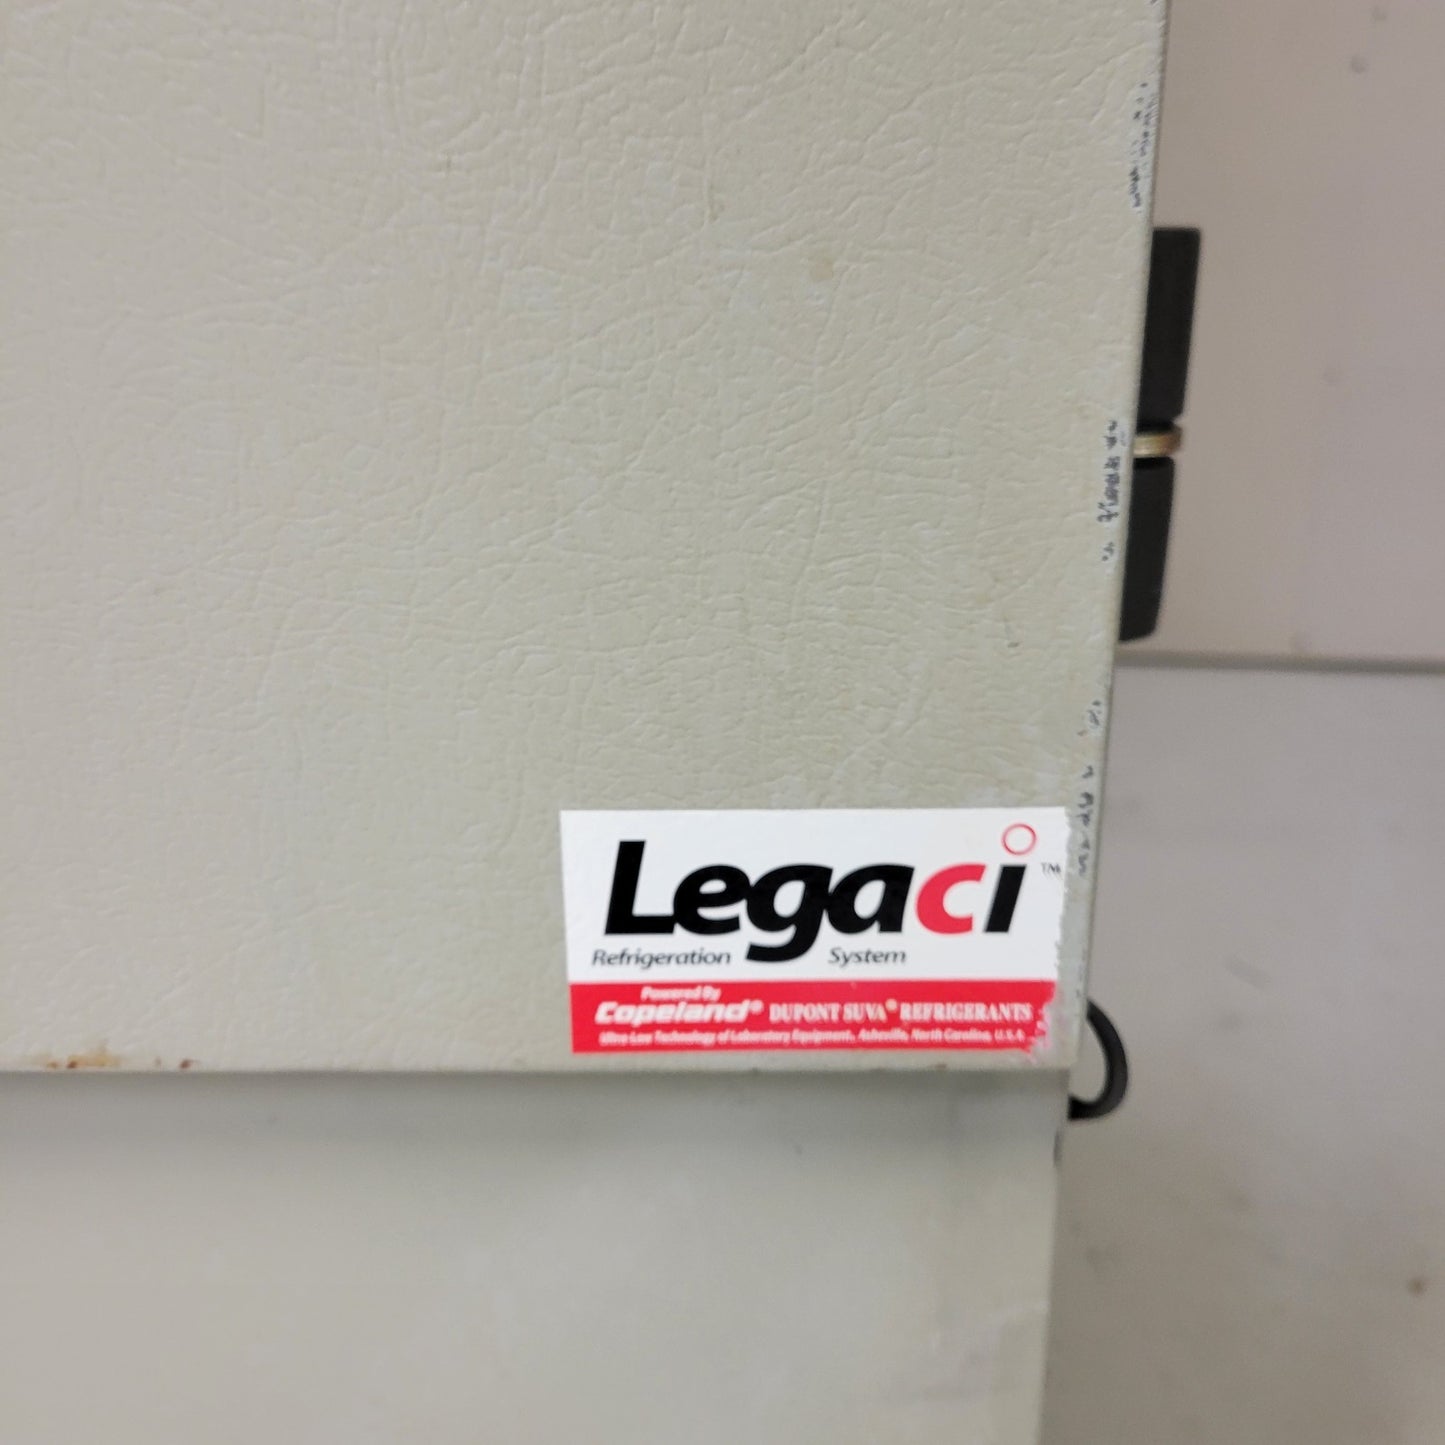 Legaci™
Refrigeration System
Powered By
Copeland® DUPONT SUVA® REFRIGERANTS
Ultra Low Technology of Laboratory Equipment, Asheville, North Carolina, U.S.A.